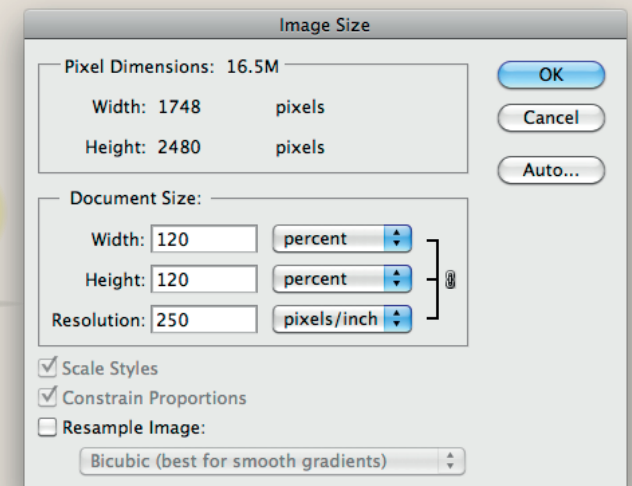 Image Size
Pixel Dimensions: 16.5M
Width: 1748 pixels
Height: 2480 pixels
OK
Cancel
Auto...
Document Size:
Width: 120 percent
Height: 120 percent
Resolution: 250 pixels/inch
Scale Styles
Constrain Proportions
Resample Image:
Bicubic (best for smooth gradients)